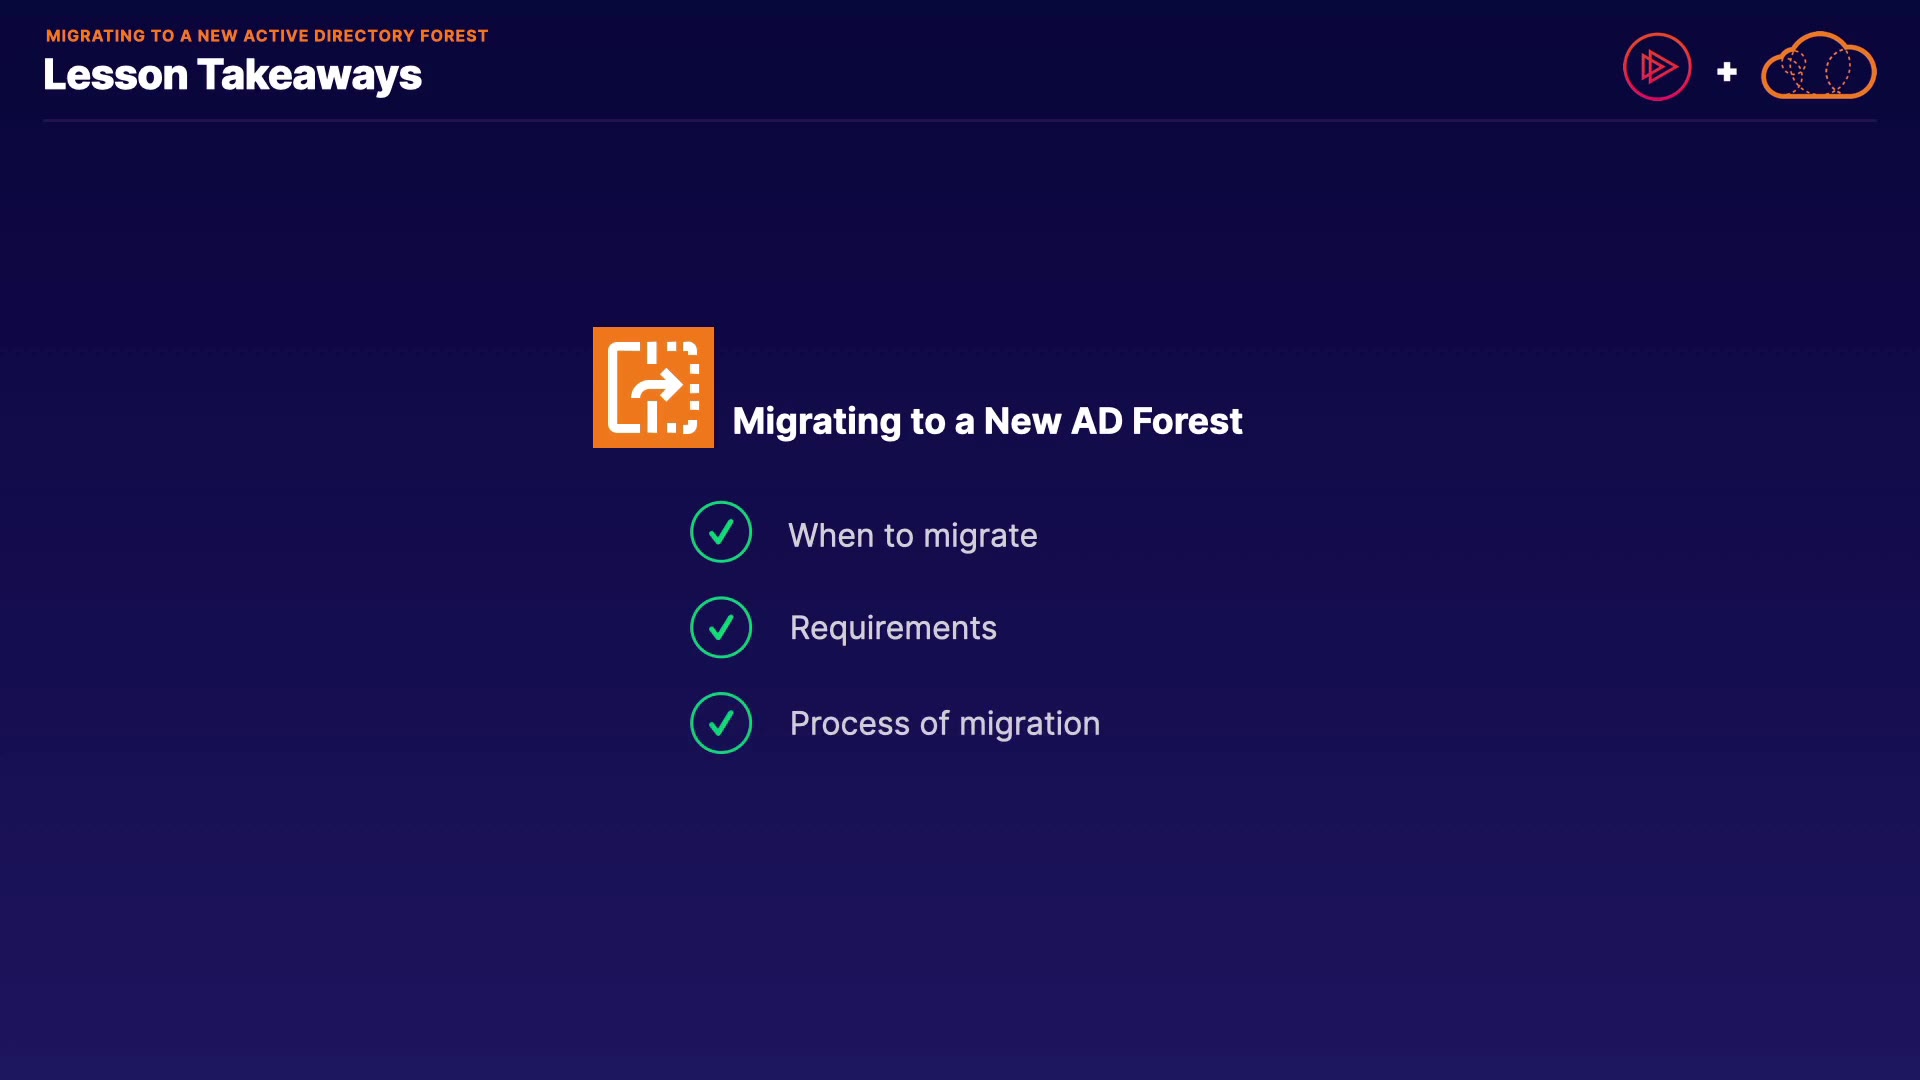 MIGRATING TO A NEW ACTIVE DIRECTORY FOREST
Lesson Takeaways
Migrating to a New AD Forest
When to migrate
Requirements
Process of migration